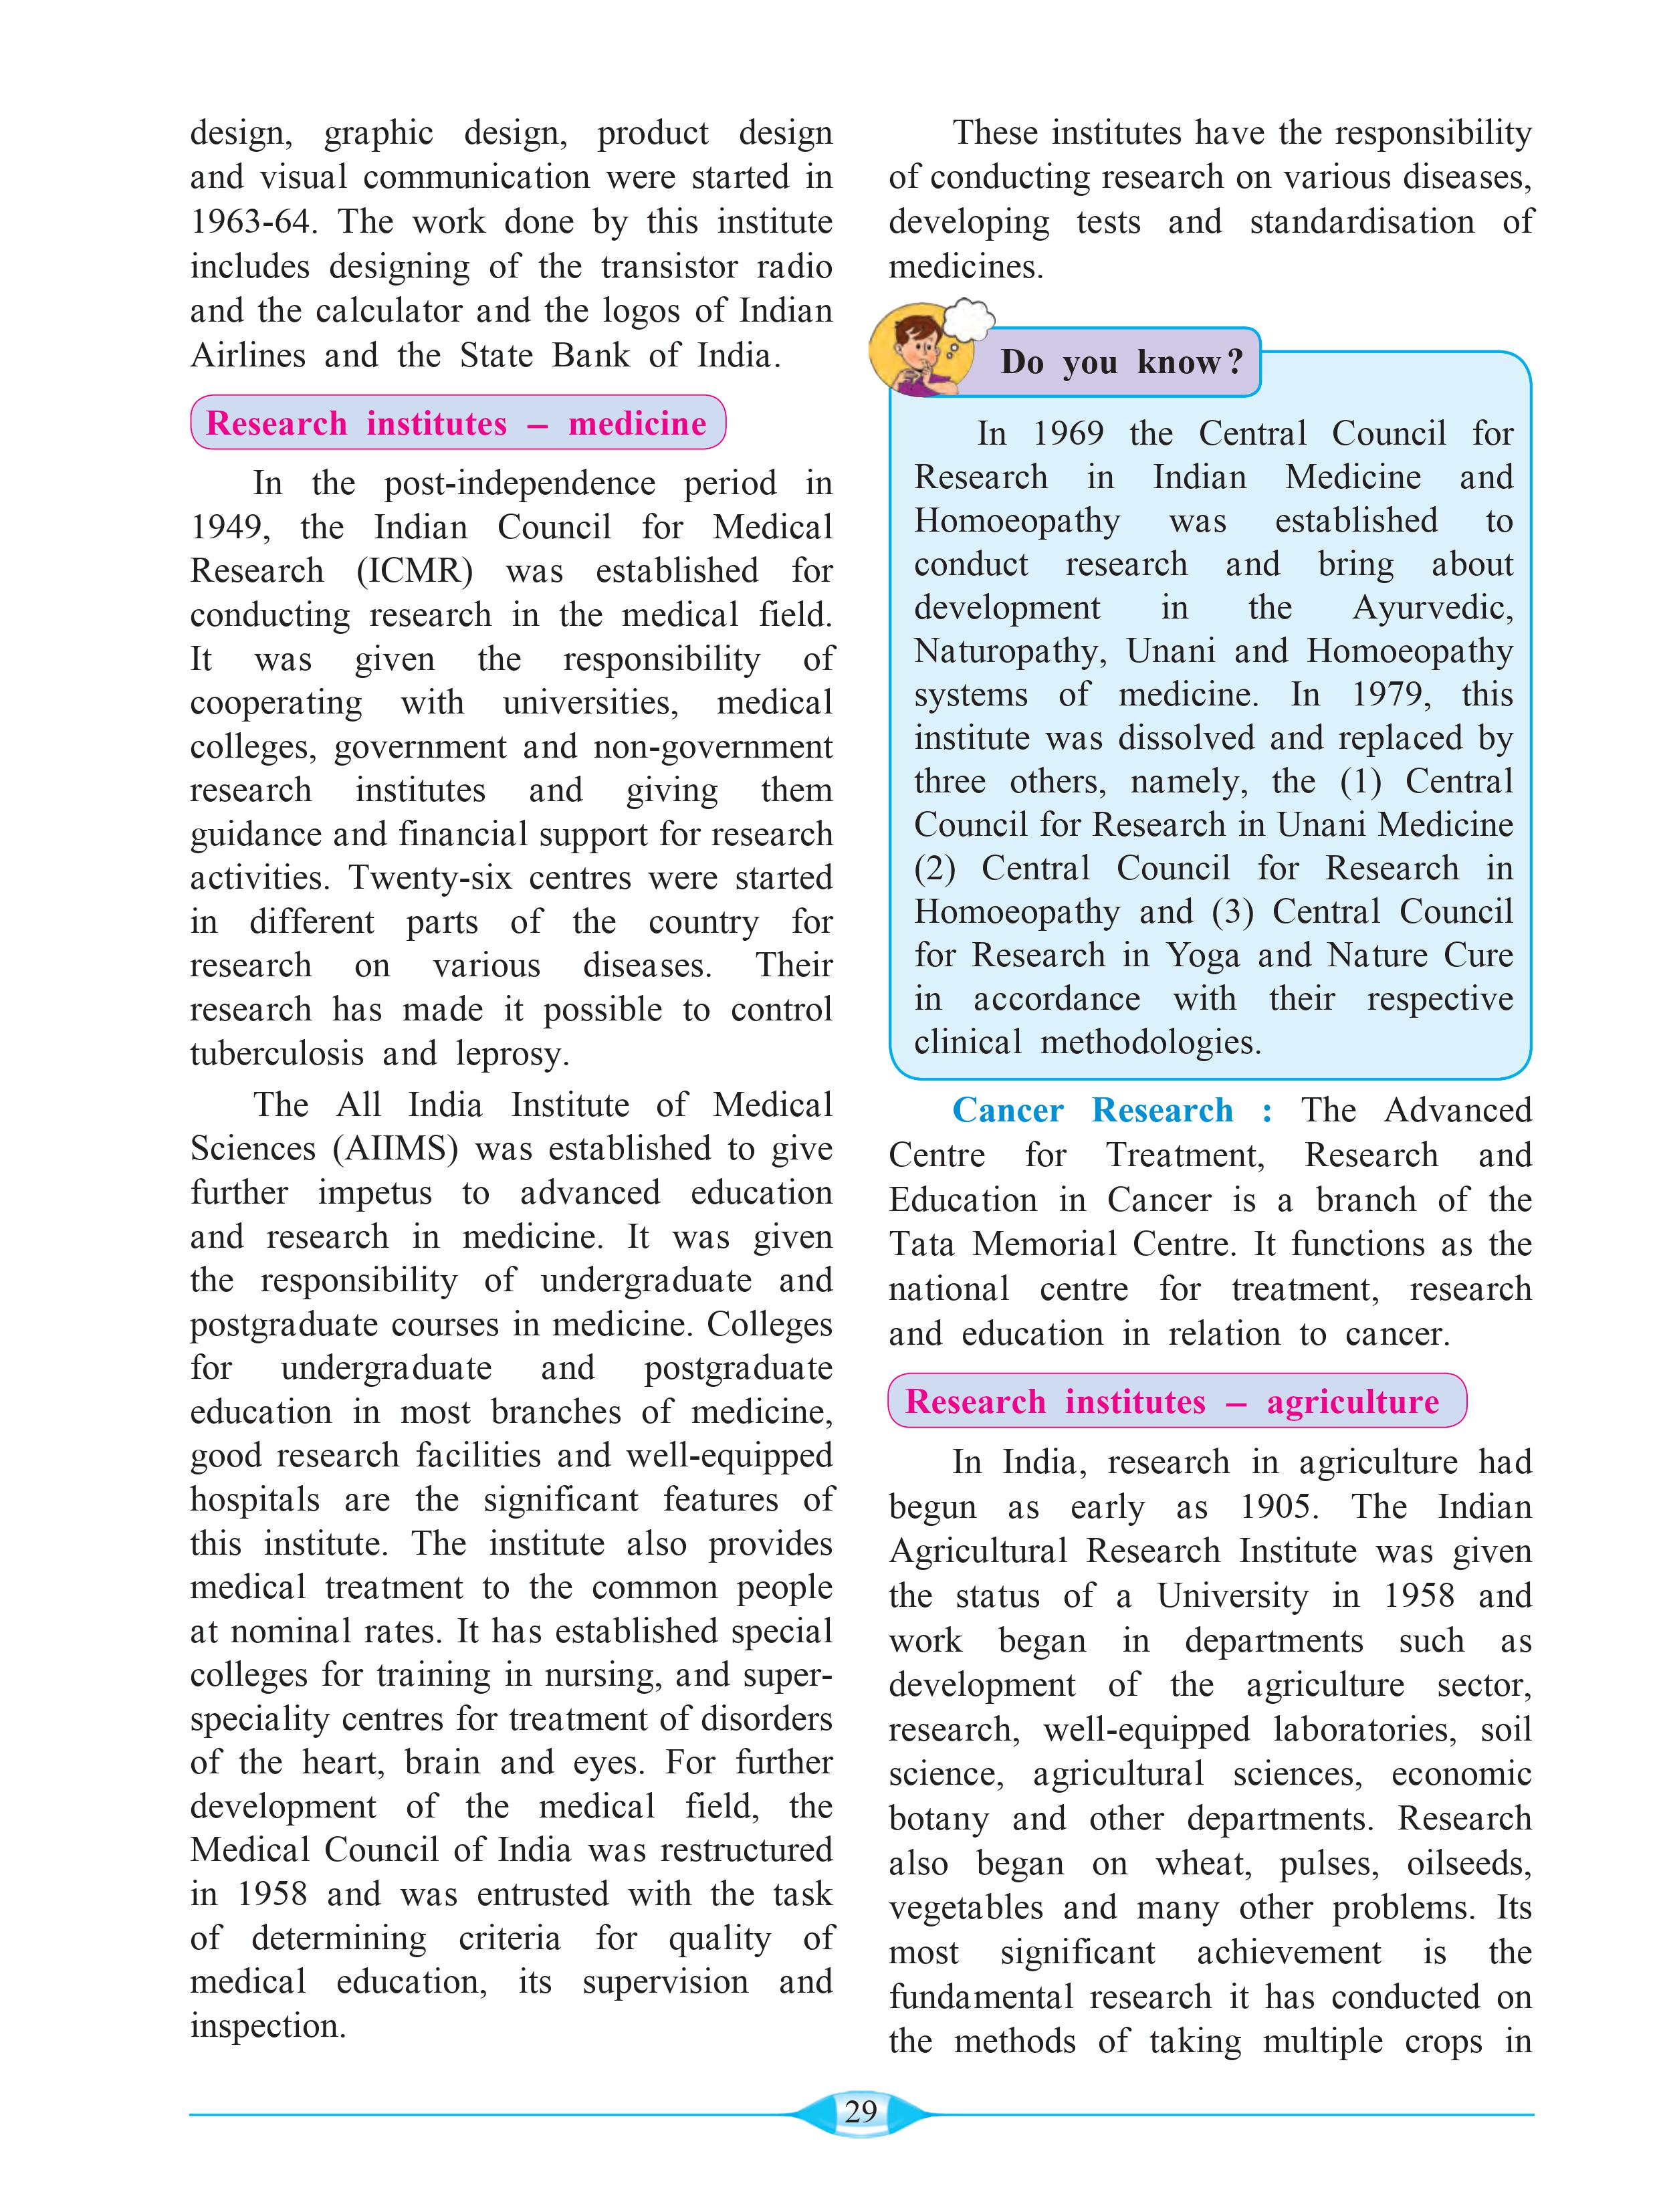 design, graphic design, product design
and visual communication were started in
1963-64. The work done by this institute
includes designing of the transistor radio
and the calculator and the logos of Indian
Airlines and the State Bank of India.
Research institutes – medicine
In the post-independence period in
1949, the Indian Council for Medical
Research (ICMR) was established for
conducting research in the medical field.
It was given the responsibility of
cooperating with universities, medical
colleges, government and non-government
research institutes and giving them
guidance and financial support for research
activities. Twenty-six centres were started
in different parts of the country for
research on various diseases. Their
research has made it possible to control
tuberculosis and leprosy.
The All India Institute of Medical
Sciences (AIIMS) was established to give
further impetus to advanced education
and research in medicine. It was given
the responsibility of undergraduate and
postgraduate courses in medicine. Colleges
for undergraduate and postgraduate
education in most branches of medicine,
good research facilities and well-equipped
hospitals are the significant features of
this institute. The institute also provides
medical treatment to the common people
at nominal rates. It has established special
colleges for training in nursing, and super-
speciality centres for treatment of disorders
of the heart, brain and eyes. For further
development of the medical field, the
Medical Council of India was restructured
in 1958 and was entrusted with the task
of determining criteria for quality of
medical education, its supervision and
inspection.
These institutes have the responsibility
of conducting research on various diseases,
developing tests and standardisation of
medicines.
Do you know?
In 1969 the Central Council for
Research in Indian Medicine and
Homoeopathy was established to
conduct research and bring about
development in the Ayurvedic,
Naturopathy, Unani and Homoeopathy
systems of medicine. In 1979, this
institute was dissolved and replaced by
three others, namely, the (1) Central
Council for Research in Unani Medicine
(2) Central Council for Research in
Homoeopathy and (3) Central Council
for Research in Yoga and Nature Cure
in accordance with their respective
clinical methodologies.
Cancer Research : The Advanced
Centre for Treatment, Research and
Education in Cancer is a branch of the
Tata Memorial Centre. It functions as the
national centre for treatment, research
and education in relation to cancer.
Research institutes – agriculture
In India, research in agriculture had
begun as early as 1905. The Indian
Agricultural Research Institute was given
the status of a University in 1958 and
work began in departments such as
development of the agriculture sector,
research, well-equipped laboratories, soil
science, agricultural sciences, economic
botany and other departments. Research
also began on wheat, pulses, oilseeds,
vegetables and many other problems. Its
most significant achievement is the
fundamental research it has conducted on
the methods of taking multiple crops in
29